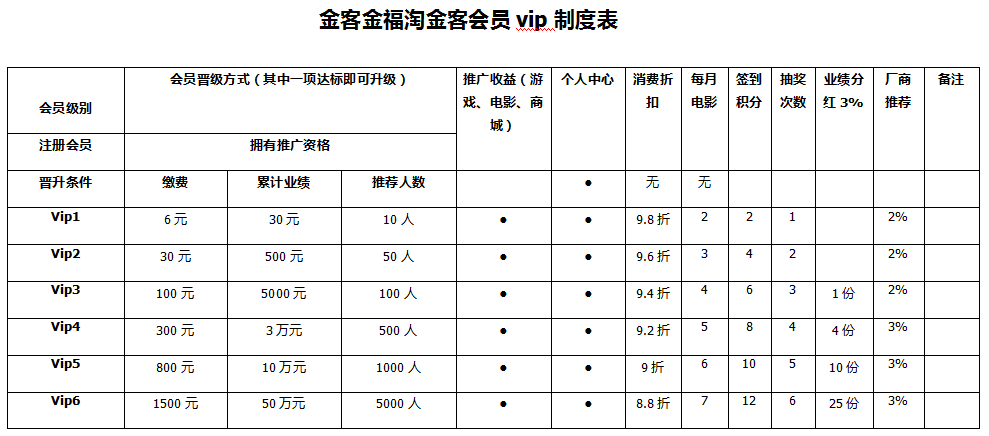 金客金福淘金客会员 vip 制度表
会员级别 会员晋级方式（其中一项达标即可升级） 推广收益（游戏、电影、商城） 个人中心 消费折扣 每月电影 签到积分 抽奖次数 业绩分红 3% 厂商推荐 备注
注册会员 拥有推广资格
晋升条件 缴费 累计业绩 推荐人数 ● 无 无
Vip1 6 元 30 元 10 人 ● ● 9.8 折 2 2 1 2%
Vip2 30 元 500 元 50 人 ● ● 9.6 折 3 4 2 2%
Vip3 100 元 5000 元 100 人 ● ● 9.4 折 4 6 3 1 份 2%
Vip4 300 元 3 万元 500 人 ● ● 9.2 折 5 8 4 4 份 3%
Vip5 800 元 10 万元 1000 人 ● ● 9 折 6 10 5 10 份 3%
Vip6 1500 元 50 万元 5000 人 ● ● 8.8 折 7 12 6 25 份 3%